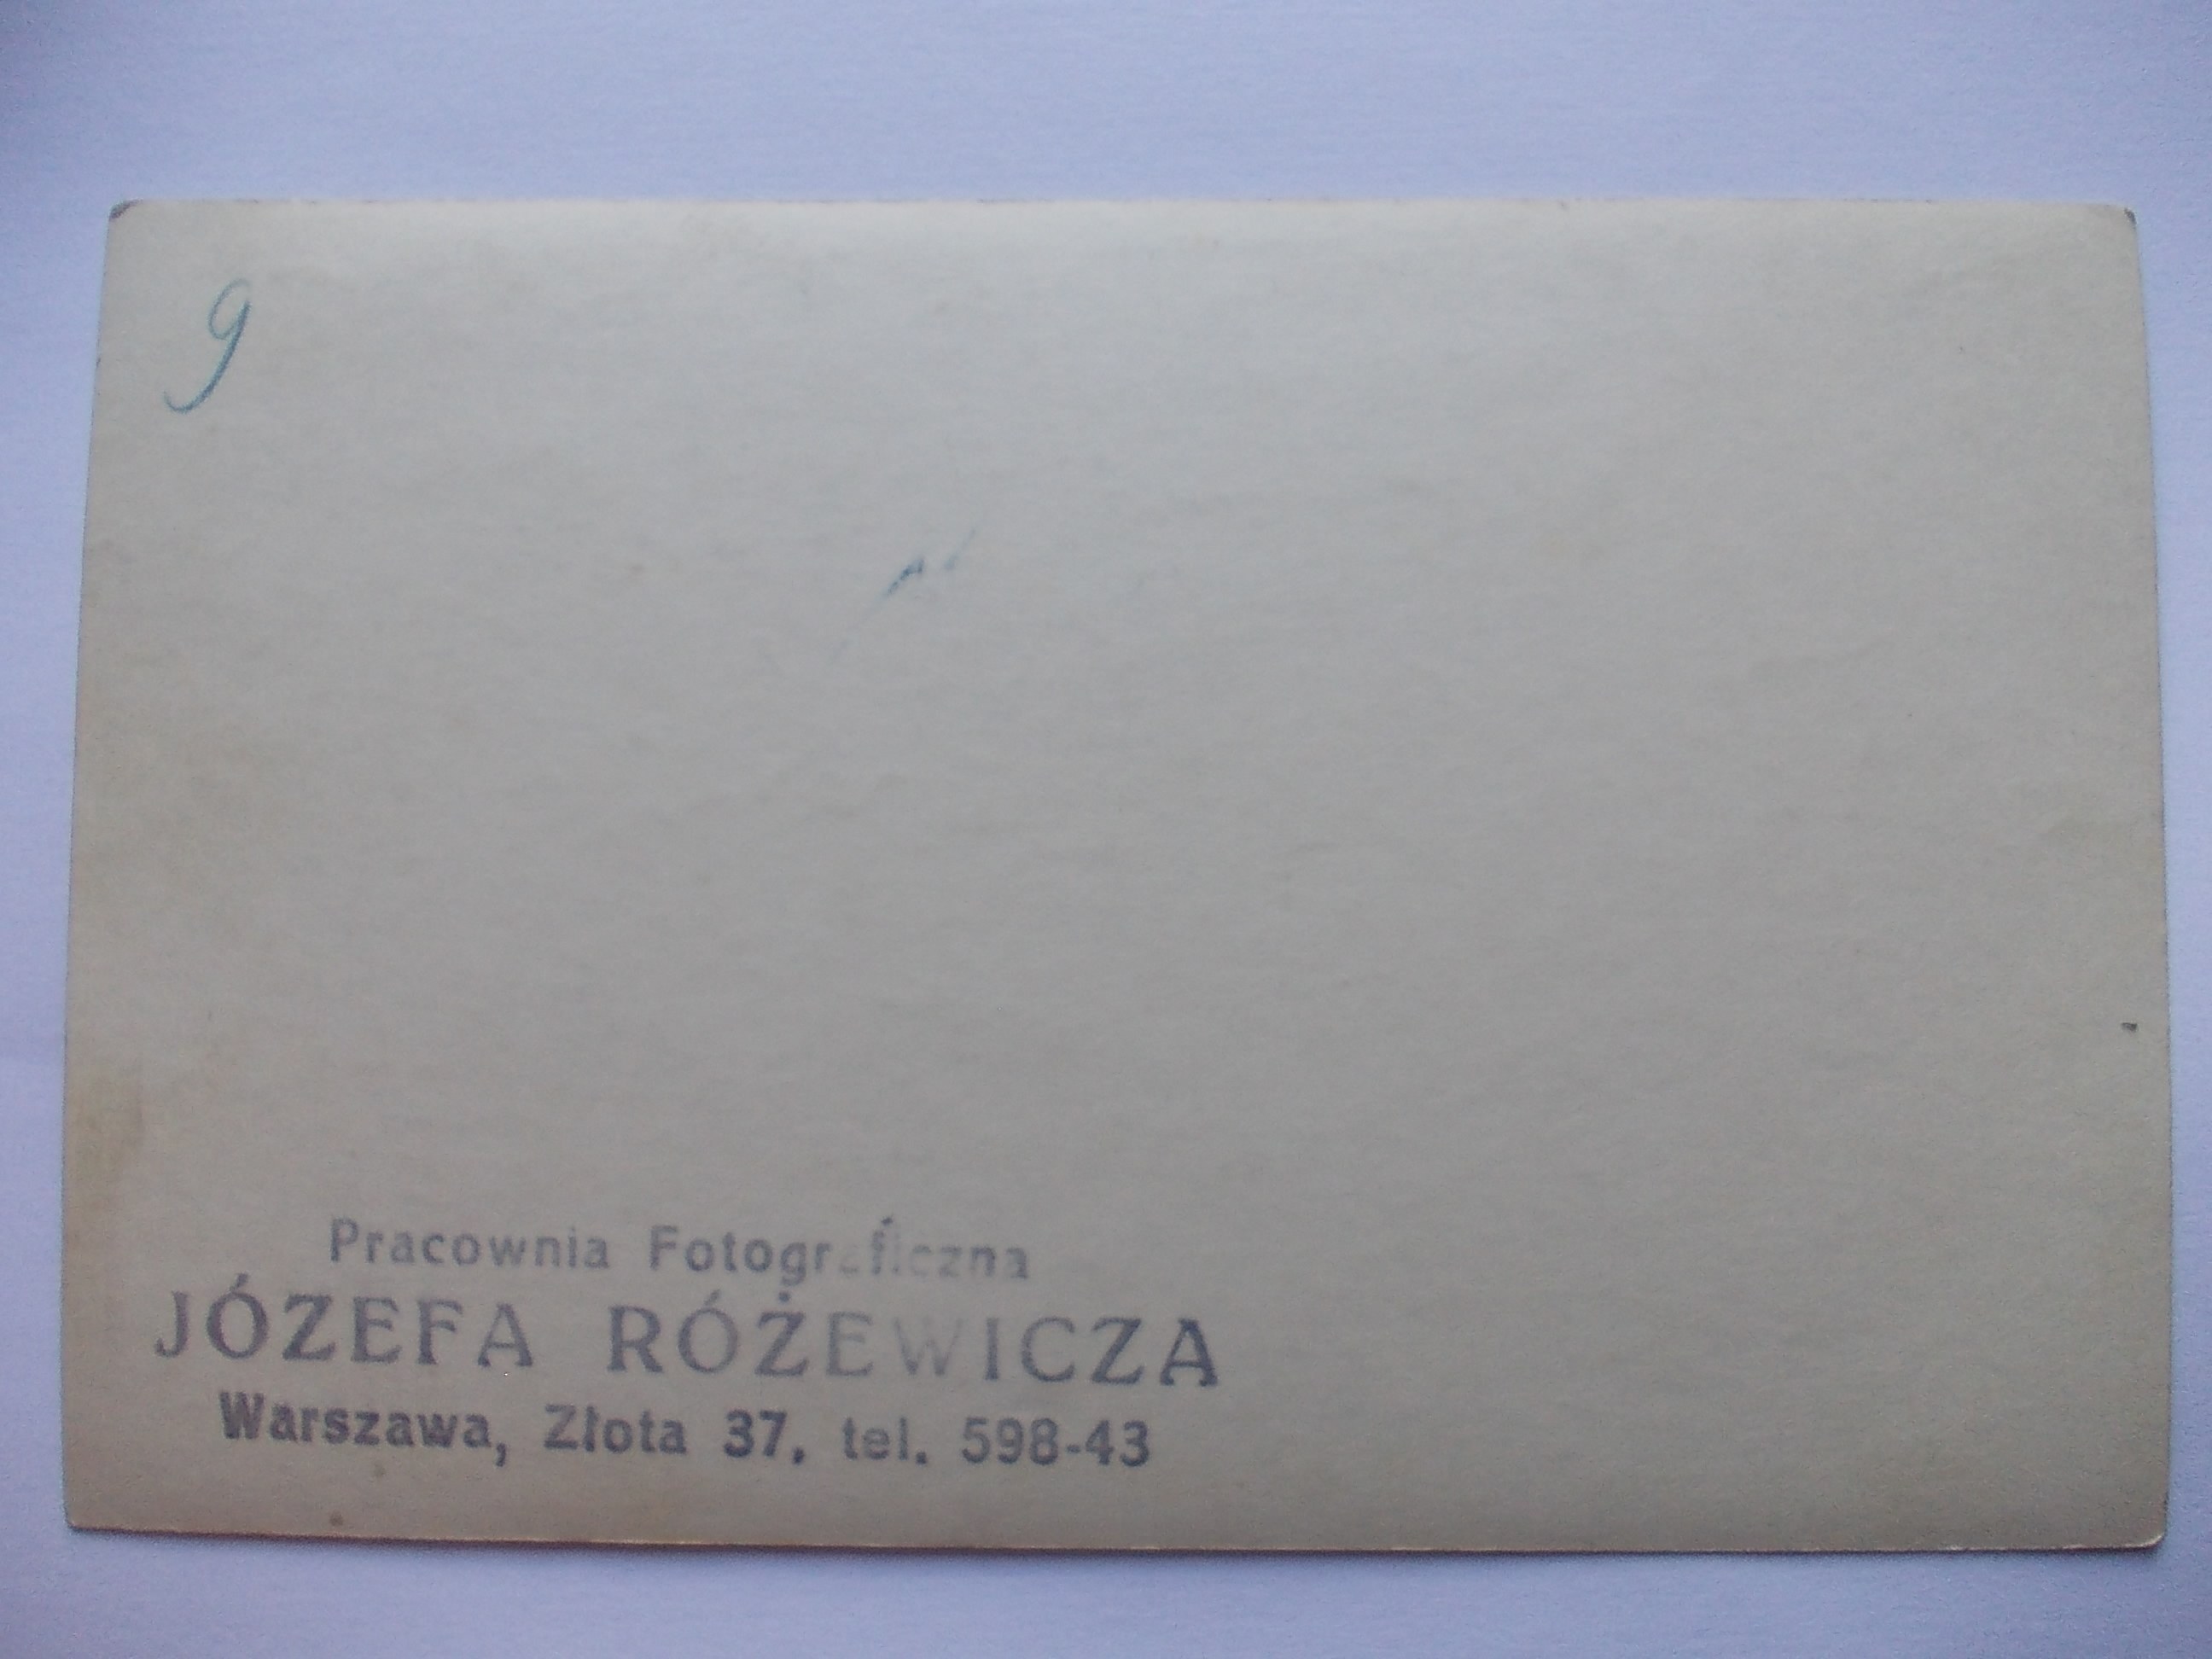 9
Pracownia Fotograficzna
JÓZEFA RÓŻEWICZA
Warszawa, Złota 37, tel. 598-43